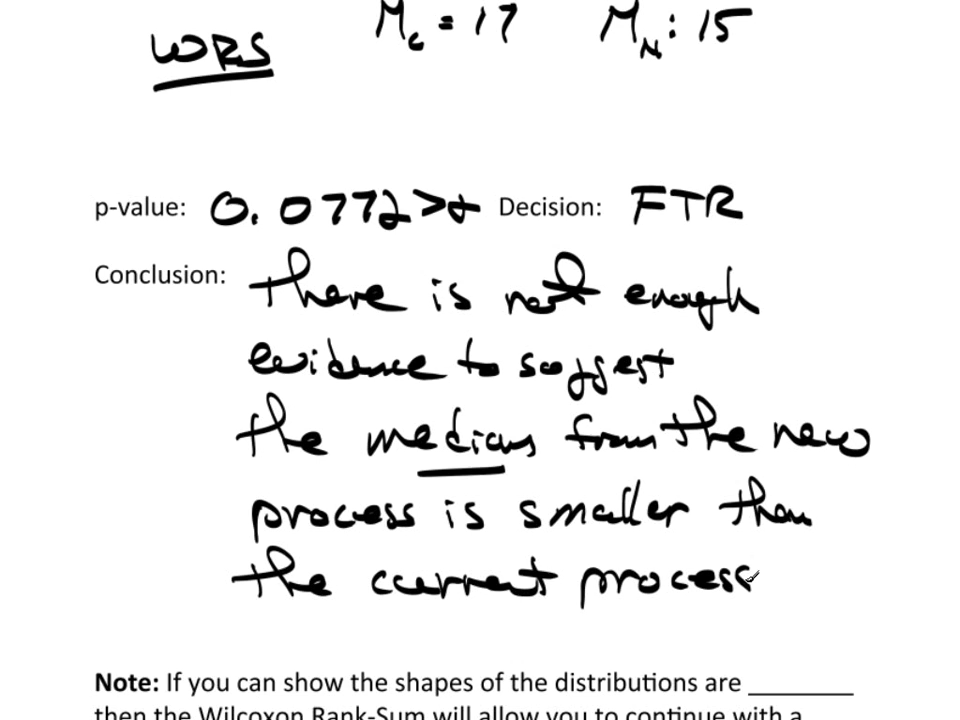 WRS M_C = 17 M_N : 15
p-value: 0.0772 > α Decision: FTR
Conclusion: there is not enough
evidence to suggest
the median from the new
process is smaller than
the current process
Note: If you can show the shapes of the distributions are ________
then the Wilcoxon Rank-Sum will allow you to continue with a